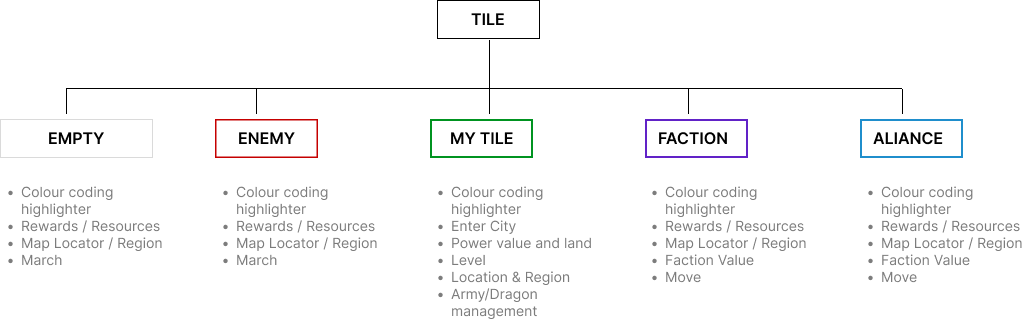 TILE
EMPTY
ENEMY
MY TILE
FACTION
ALIANCE
• Colour coding
highlighter
• Rewards / Resources
• Map Locator / Region
• March
• Colour coding
highlighter
• Rewards / Resources
• Map Locator / Region
• March
• Colour coding
highlighter
• Enter City
• Power value and land
• Level
• Location & Region
• Army/Dragon
management
• Colour coding
highlighter
• Rewards / Resources
• Map Locator / Region
• Faction Value
• Move
• Colour coding
highlighter
• Rewards / Resources
• Map Locator / Region
• Faction Value
• Move